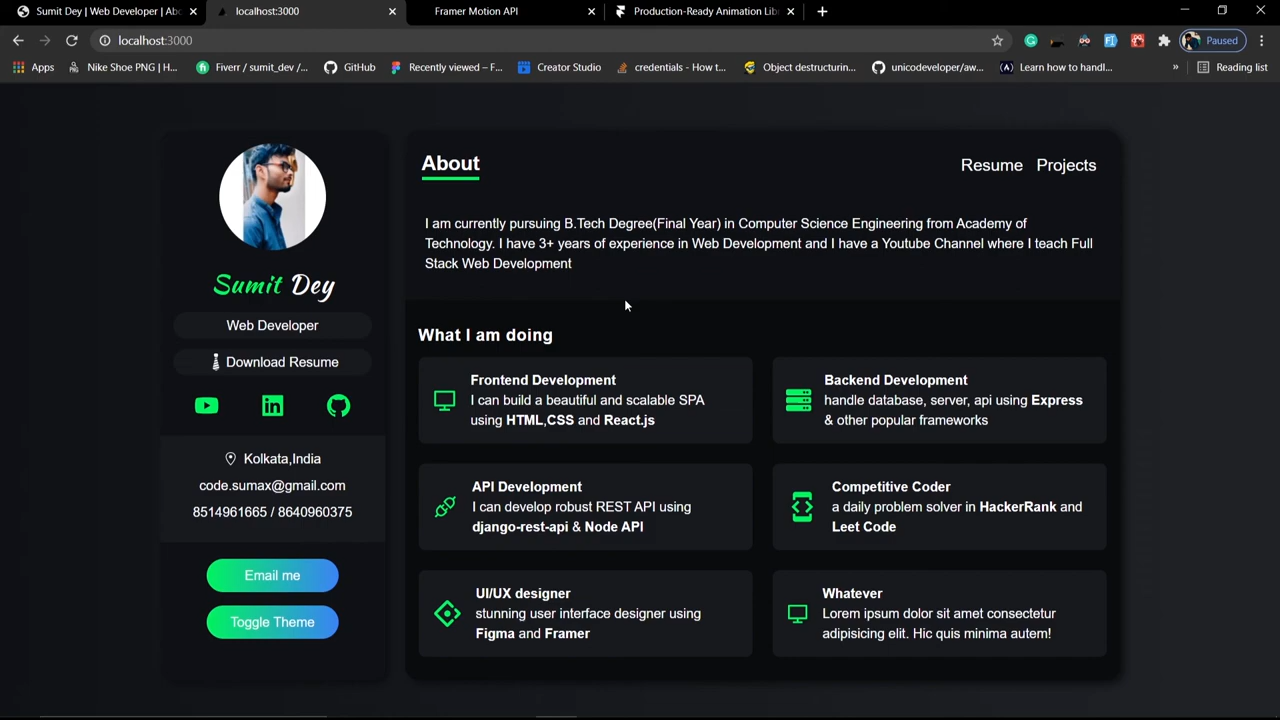 Sumit Dey | Web Developer | Abo
localhost:3000
Framer Motion API
Production-Ready Animation Lib
localhost:3000
Paused
Apps
Nike Shoe PNG | H...
Fiverr / sumit_dey /...
GitHub
Recently viewed – F...
Creator Studio
credentials - How t...
Object destructurin...
unicodeveloper/aw...
Learn how to handl...
»
Reading list
Sumit Dey
Web Developer
Download Resume
Kolkata,India
code.sumax@gmail.com
8514961665 / 8640960375
Email me
Toggle Theme
About
Resume Projects
I am currently pursuing B.Tech Degree(Final Year) in Computer Science Engineering from Academy of
Technology. I have 3+ years of experience in Web Development and I have a Youtube Channel where I teach Full
Stack Web Development
What I am doing
Frontend Development
I can build a beautiful and scalable SPA
using HTML,CSS and React.js
Backend Development
handle database, server, api using Express
& other popular frameworks
API Development
I can develop robust REST API using
django-rest-api & Node API
Competitive Coder
a daily problem solver in HackerRank and
Leet Code
UI/UX designer
stunning user interface designer using
Figma and Framer
Whatever
Lorem ipsum dolor sit amet consectetur
adipisicing elit. Hic quis minima autem!